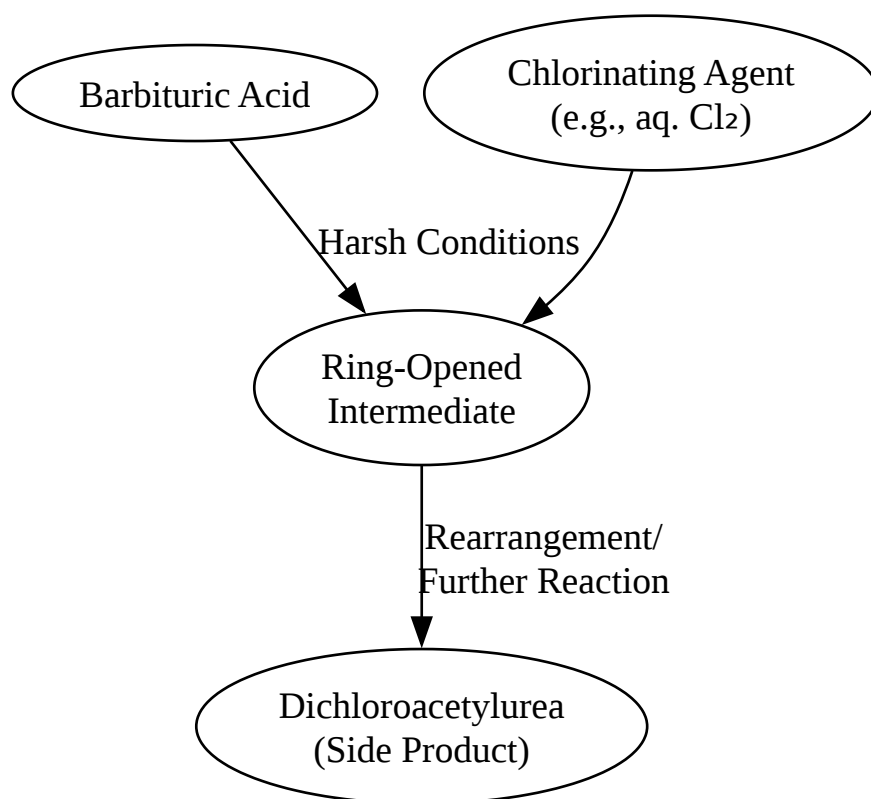 Barbituric Acid
Chlorinating Agent
(e.g., aq. Cl₂)
Harsh Conditions
Ring-Opened
Intermediate
Rearrangement/
Further Reaction
Dichloroacetylurea
(Side Product)